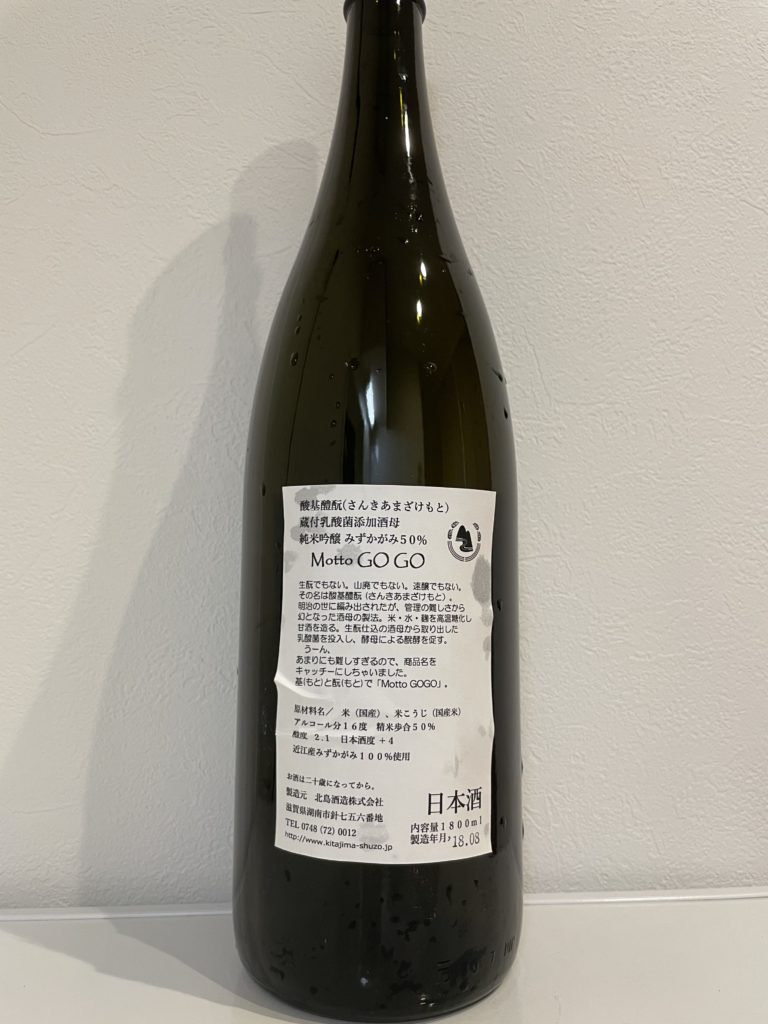 酸基醴酛(さんきあまざけもと)
蔵付乳酸菌添加酒母
純米吟醸 みずかがみ50%
Motto GO GO
生酛でもない。山廃でもない。速醸でもない。
その名は酸基醴酛(さんきあまざけもと)。
明治の世に編み出されたが、管理の難しさから
幻となった酒母の製法。米・水・麹を高温糖化し
甘酒を造る。生酛仕込の酒母から取り出した
乳酸菌を投入し、酵母による醗酵を促す。
うーん、
あまりにも難しすぎるので、商品名を
キャッチーにしちゃいました。
基(もと)と酛(もと)で「Motto GOGO」。
原材料名/ 米(国産)、米こうじ(国産米)
アルコール分16度 精米歩合50%
酸度 2.1 日本酒度+4
近江産みずかがみ100%使用
お酒は二十歳になってから。
製造元 北島酒造株式会社
滋賀県湖南市針七五六番地
TEL 0748 (72) 0012
http://www.kitajima-shuzo.jp
日本酒
内容量1800ml
製造年月 18.08